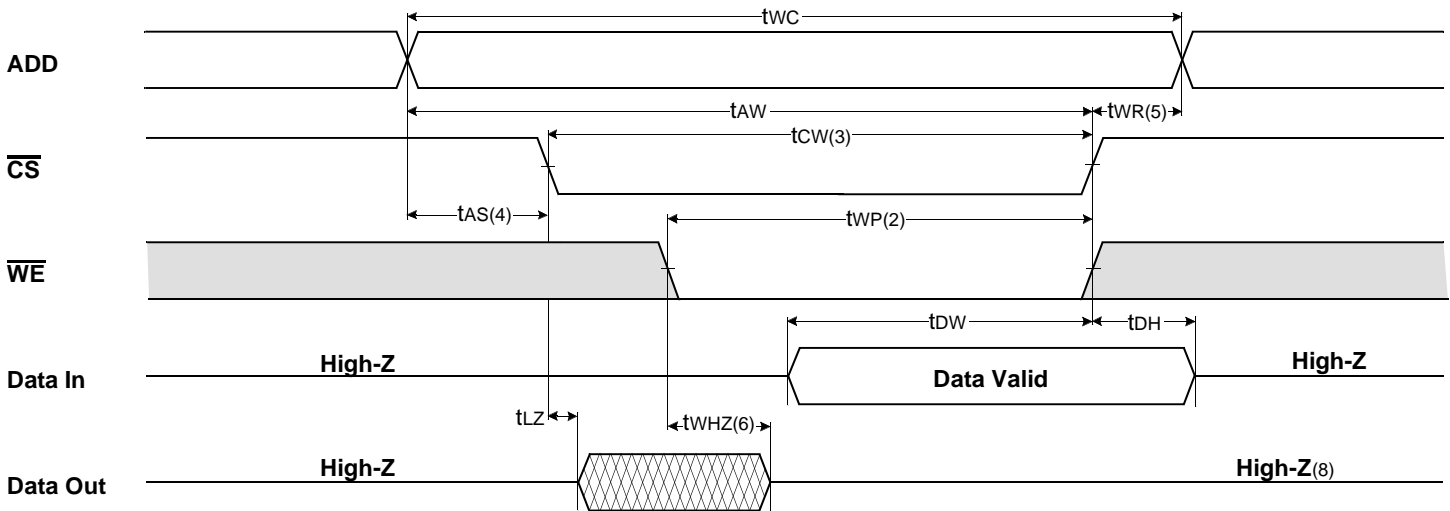 tWC
ADD
tAW
tWR(5)
tCW(3)
CS
tAS(4)
tWP(2)
WE
tDW
tDH
High-Z
High-Z
Data In
Data Valid
tLZ
tWHZ(6)
High-Z
High-Z(8)
Data Out